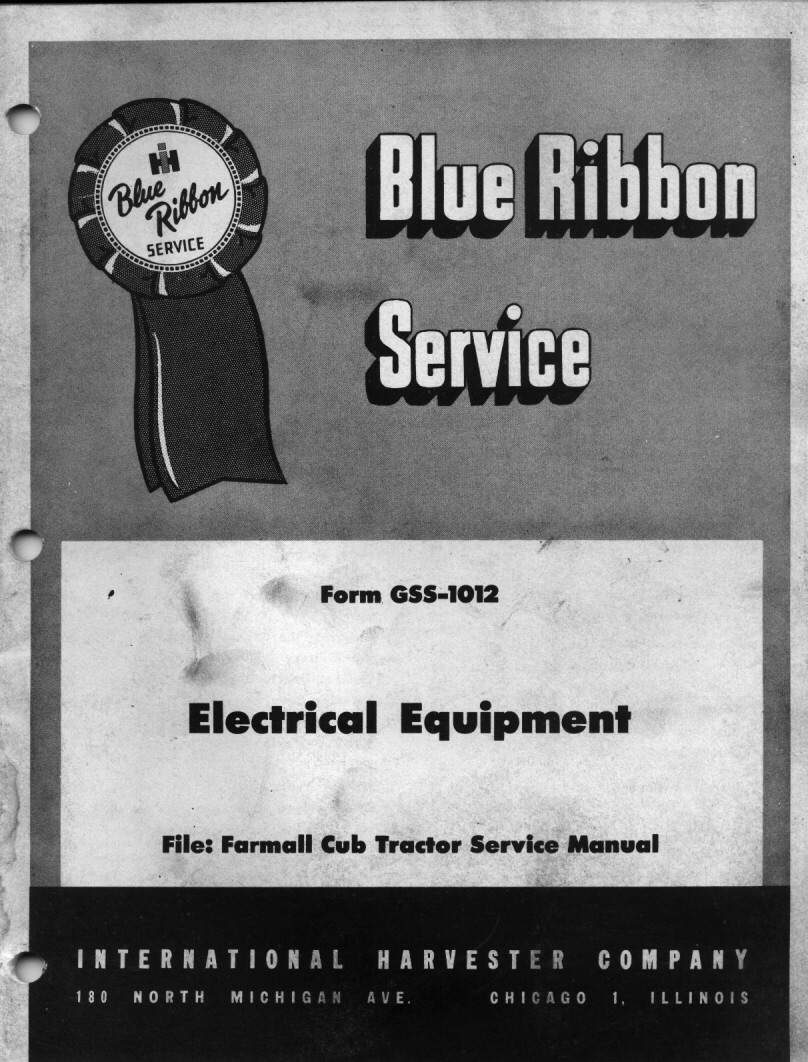 IH
Blue
Ribbon
SERVICE
Blue Ribbon
Service
Form GSS-1012
Electrical Equipment
File: Farmall Cub Tractor Service Manual
INTERNATIONAL HARVESTER COMPANY
180 NORTH MICHIGAN AVE. CHICAGO 1, ILLINOIS